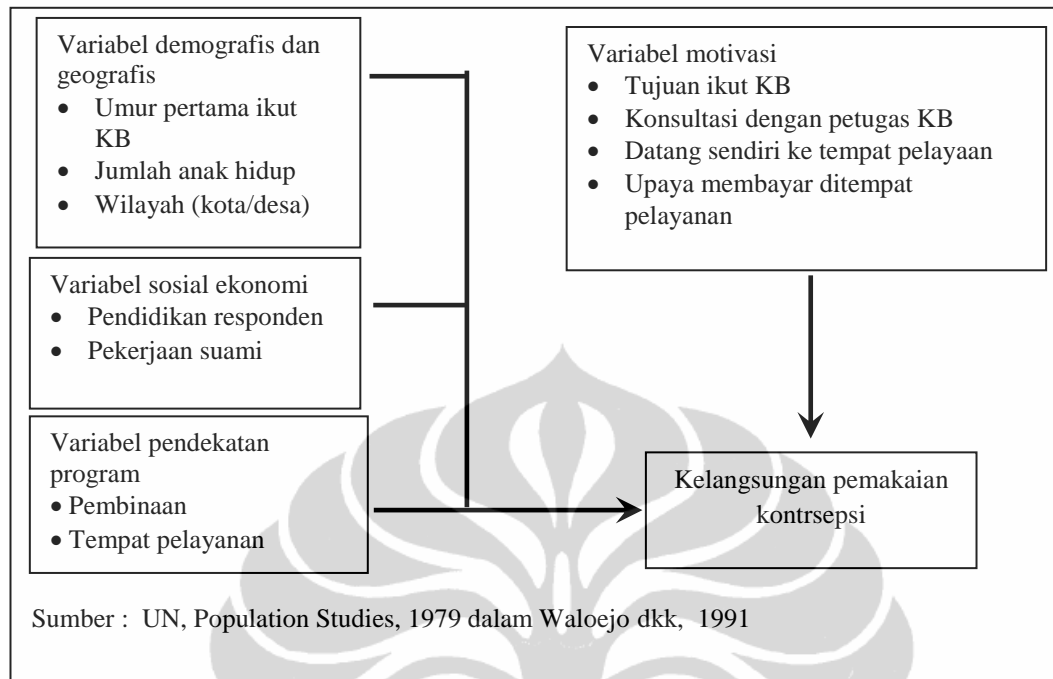 Variabel demografis dan
geografis
• Umur pertama ikut
KB
• Jumlah anak hidup
• Wilayah (kota/desa)
Variabel sosial ekonomi
• Pendidikan responden
• Pekerjaan suami
Variabel pendekatan
program
• Pembinaan
• Tempat pelayanan
Variabel motivasi
• Tujuan ikut KB
• Konsultasi dengan petugas KB
• Datang sendiri ke tempat pelayaan
• Upaya membayar ditempat
pelayanan
Kelangsungan pemakaian
kontrsepsi
Sumber : UN, Population Studies, 1979 dalam Waloejo dkk, 1991